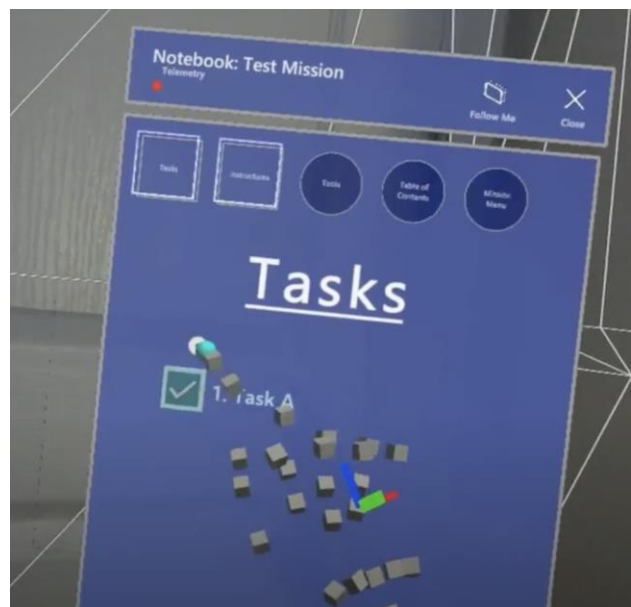 Notebook: Test Mission
Telemetry
Follow Me
Close
Tasks
Instructions
Tools
Table of
Contents
Mission
Menu
Tasks
1. Task A